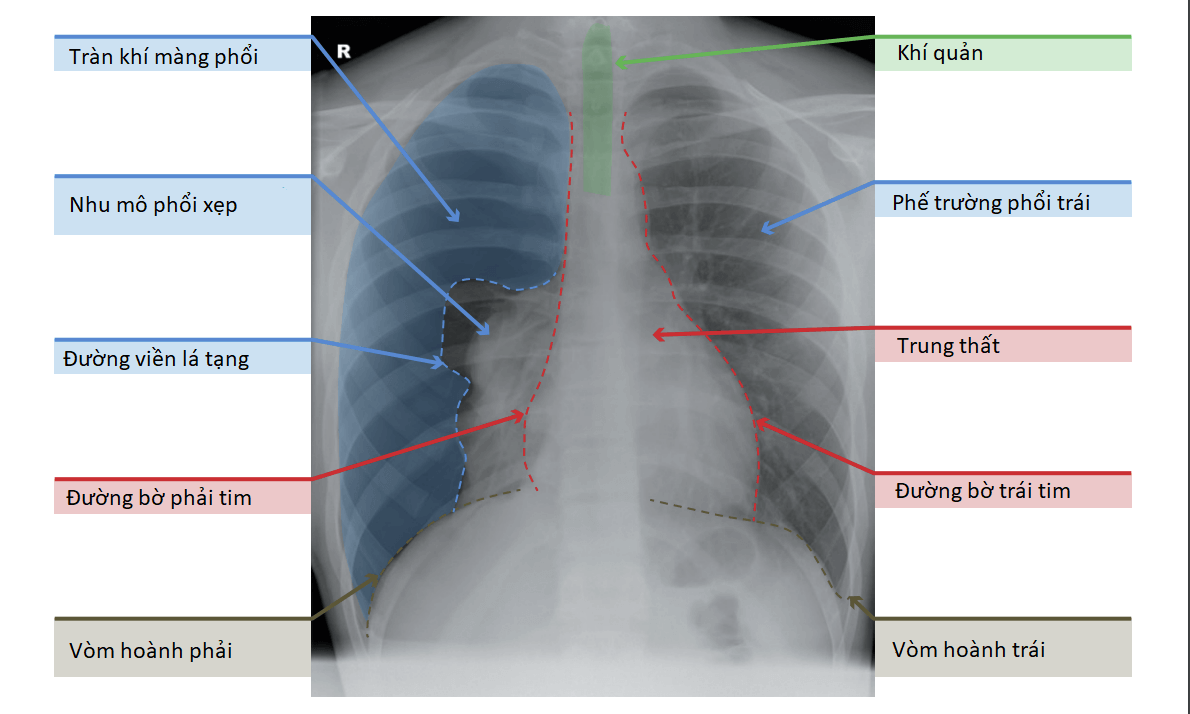 Tràn khí màng phổi
R
Khí quản
Nhu mô phổi xẹp
Phế trường phổi trái
Đường viền lá tạng
Trung thất
Đường bờ phải tim
Đường bờ trái tim
Vòm hoành phải
Vòm hoành trái